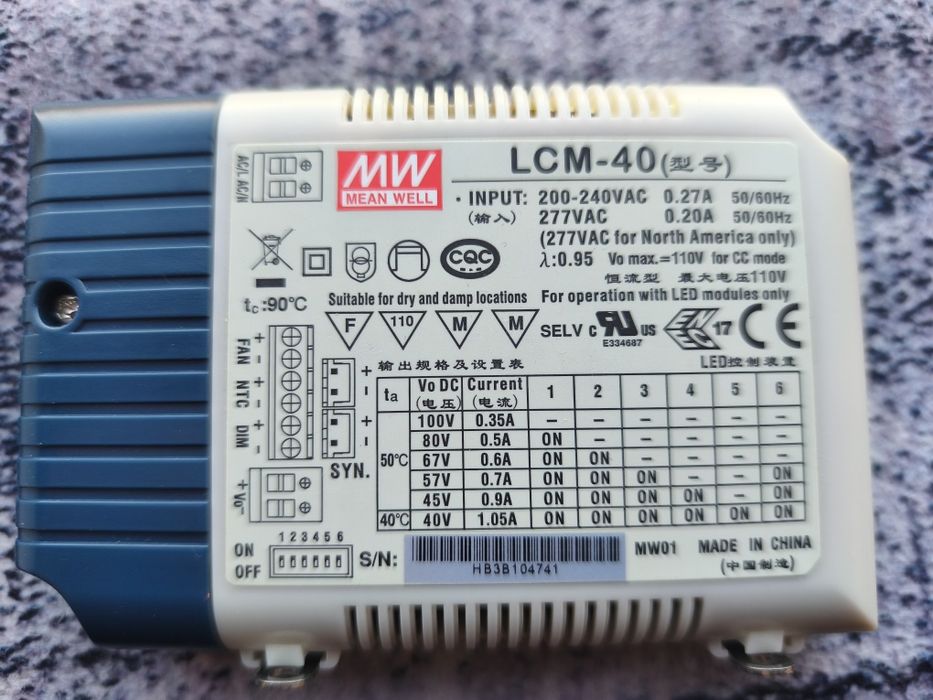 AC/L AC/N
MW
MEAN WELL
LCM-40(型号)
· INPUT: 200-240VAC 0.27A 50/60Hz
(输入) 277VAC 0.20A 50/60Hz
(277VAC for North America only)
λ:0.95 Vo max.=110V for CC mode
恒流型 最大电压110V
CQC
tc :90℃
Suitable for dry and damp locations
For operation with LED modules only
F 110 M M
SELV c RU US
E334687
ENEC 17 CE
LED控制装置
输出规格及设置表
+ - FAN
+ - NTC
+ - DIM
+ -
+ -
SYN.
+ Vo -
ta Vo DC (电压) Current (电流) 1 2 3 4 5 6
100V 0.35A – – – – – –
80V 0.5A ON – – – – –
50℃ 67V 0.6A ON ON – – – –
57V 0.7A ON ON ON – – ON
45V 0.9A ON ON ON ON – ON
40℃ 40V 1.05A ON ON ON ON ON ON
1 2 3 4 5 6
ON
OFF
S/N:
HB3B104741
MW01 MADE IN CHINA
(中国制造)